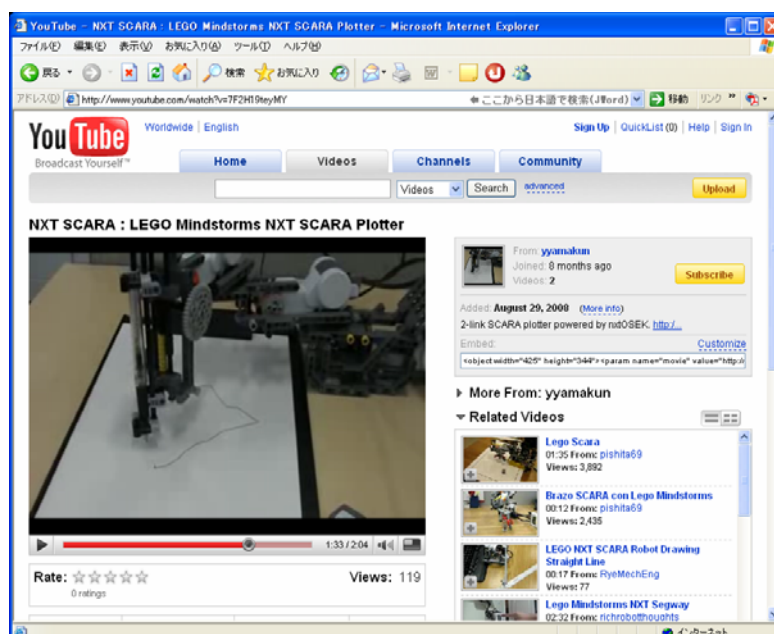 YouTube - NXT SCARA : LEGO Mindstorms NXT SCARA Plotter - Microsoft Internet Explorer
ファイル(F) 編集(E) 表示(V) お気に入り(A) ツール(T) ヘルプ(H)
戻る 検索 お気に入り
アドレス(D) http://www.youtube.com/watch?v=7F2H19teyMY ここから日本語で検索(JWord) 移動 リンク »
YouTube Worldwide | English Sign Up | QuickList (0) | Help | Sign In
Broadcast Yourself™ Home Videos Channels Community
Videos Search advanced Upload
NXT SCARA : LEGO Mindstorms NXT SCARA Plotter
From: yyamakun
Joined: 8 months ago
Videos: 2
Subscribe
Added: August 29, 2008 (More info)
2-link SCARA plotter powered by nxtOSEK. http:/...
Embed: Customize
<object width="425" height="344"><param name="movie" value="http://
More From: yyamakun
Related Videos
Lego Scara
01:35 From: pishita69
Views: 3,892
Brazo SCARA con Lego Mindstorms
00:12 From: pishita69
Views: 2,435
LEGO NXT SCARA Robot Drawing
Straight Line
00:17 From: RyeMechEng
Views: 77
Lego Mindstorms NXT Segway
02:32 From: richrobotthoughts
1:33 / 2:04
Rate: Views: 119
0 ratings
インターネット